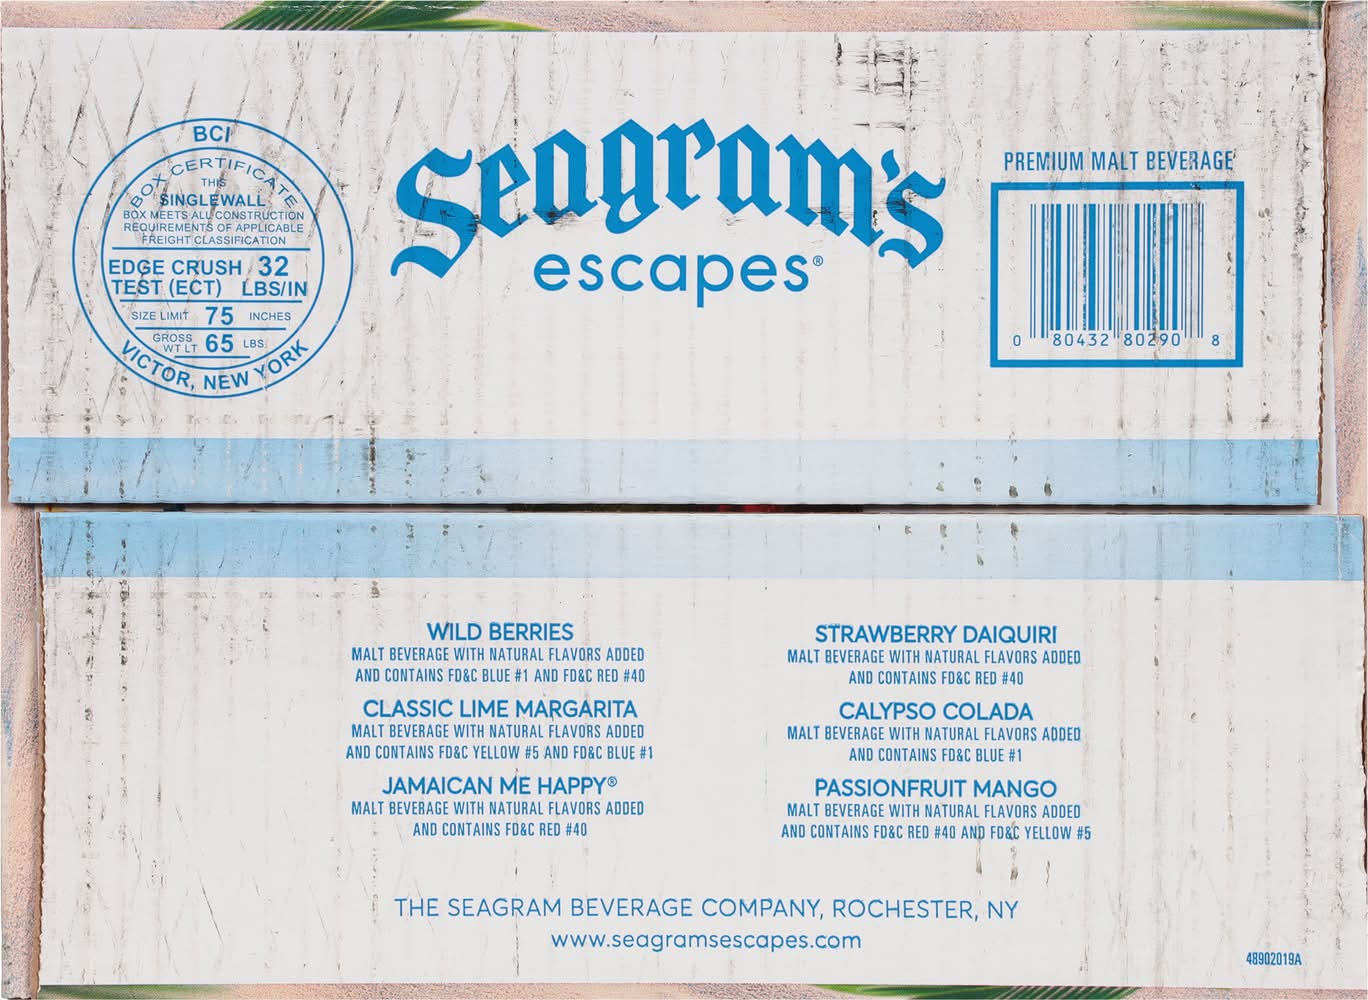 BCI
BOX CERTIFICATE
THIS
SINGLEWALL
BOX MEETS ALL CONSTRUCTION
REQUIREMENTS OF APPLICABLE
FREIGHT CLASSIFICATION
EDGE CRUSH 32
TEST (ECT) LBS/IN
SIZE LIMIT 75 INCHES
GROSS
WT LT 65 LBS.
VICTOR, NEW YORK
Seagram's
escapes®
PREMIUM MALT BEVERAGE
0 80432 80290 8
WILD BERRIES
MALT BEVERAGE WITH NATURAL FLAVORS ADDED
AND CONTAINS FD&C BLUE #1 AND FD&C RED #40
CLASSIC LIME MARGARITA
MALT BEVERAGE WITH NATURAL FLAVORS ADDED
AND CONTAINS FD&C YELLOW #5 AND FD&C BLUE #1
JAMAICAN ME HAPPY®
MALT BEVERAGE WITH NATURAL FLAVORS ADDED
AND CONTAINS FD&C RED #40
STRAWBERRY DAIQUIRI
MALT BEVERAGE WITH NATURAL FLAVORS ADDED
AND CONTAINS FD&C RED #40
CALYPSO COLADA
MALT BEVERAGE WITH NATURAL FLAVORS ADDED
AND CONTAINS FD&C BLUE #1
PASSIONFRUIT MANGO
MALT BEVERAGE WITH NATURAL FLAVORS ADDED
AND CONTAINS FD&C RED #40 AND FD&C YELLOW #5
THE SEAGRAM BEVERAGE COMPANY, ROCHESTER, NY
www.seagramsescapes.com
48902019A